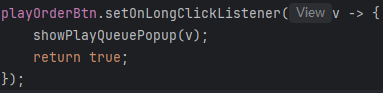 playOrderBtn.setOnLongClickListener( View v -> {
    showPlayQueuePopup(v);
    return true;
});